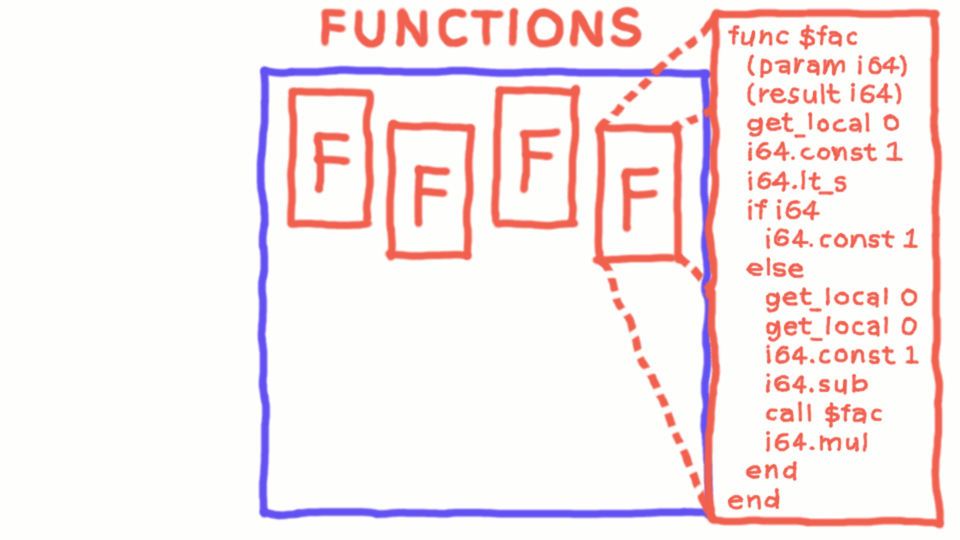 FUNCTIONS
F
F
F
F
func $fac
(param i64)
(result i64)
get_local 0
i64.const 1
i64.lt_s
if i64
i64.const 1
else
get_local 0
get_local 0
i64.const 1
i64.sub
call $fac
i64.mul
end
end